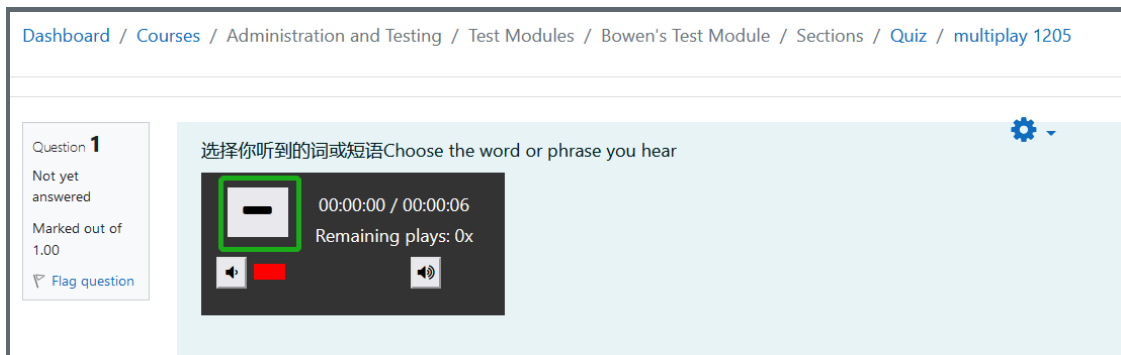 Dashboard / Courses / Administration and Testing / Test Modules / Bowen's Test Module / Sections / Quiz / multiplay 1205
Question 1
Not yet
answered
Marked out of
1.00
Flag question
选择你听到的词或短语Choose the word or phrase you hear
00:00:00 / 00:00:06
Remaining plays: 0x